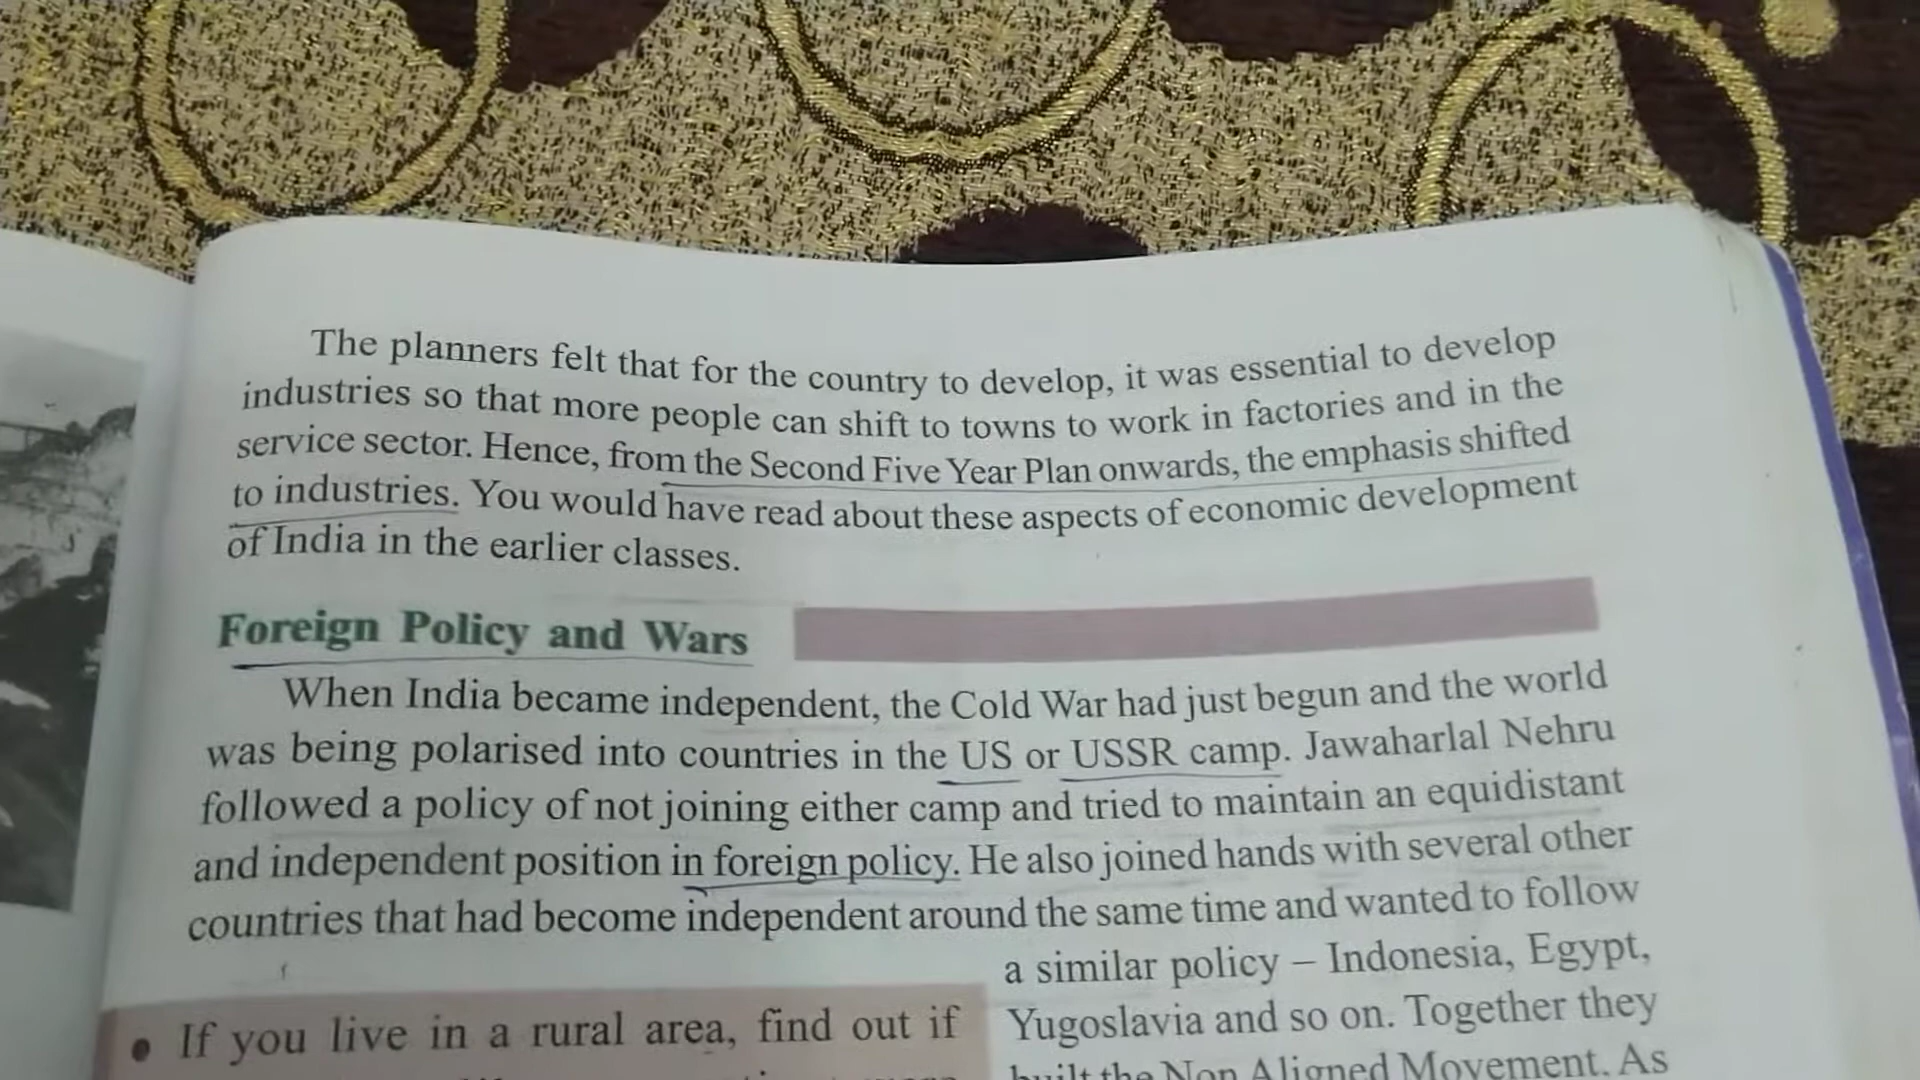 The planners felt that for the country to develop, it was essential to develop
industries so that more people can shift to towns to work in factories and in the
service sector. Hence, from the Second Five Year Plan onwards, the emphasis shifted
to industries. You would have read about these aspects of economic development
of India in the earlier classes.
Foreign Policy and Wars
When India became independent, the Cold War had just begun and the world
was being polarised into countries in the US or USSR camp. Jawaharlal Nehru
followed a policy of not joining either camp and tried to maintain an equidistant
and independent position in foreign policy. He also joined hands with several other
countries that had become independent around the same time and wanted to follow
a similar policy – Indonesia, Egypt,
Yugoslavia and so on. Together they
built the Non Aligned Movement. As
• If you live in a rural area, find out if